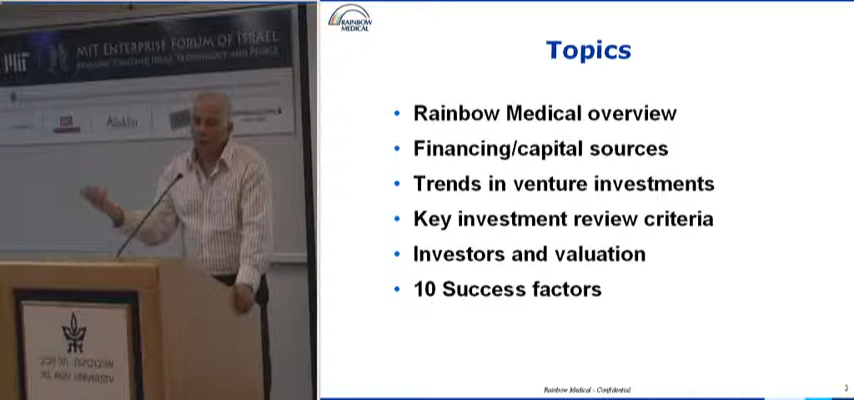 MIT
MIT ENTERPRISE FORUM OF ISRAEL
TEL AVIV UNIVERSITY
RAINBOW
MEDICAL
Topics
• Rainbow Medical overview
• Financing/capital sources
• Trends in venture investments
• Key investment review criteria
• Investors and valuation
• 10 Success factors
Rainbow Medical - Confidential
2